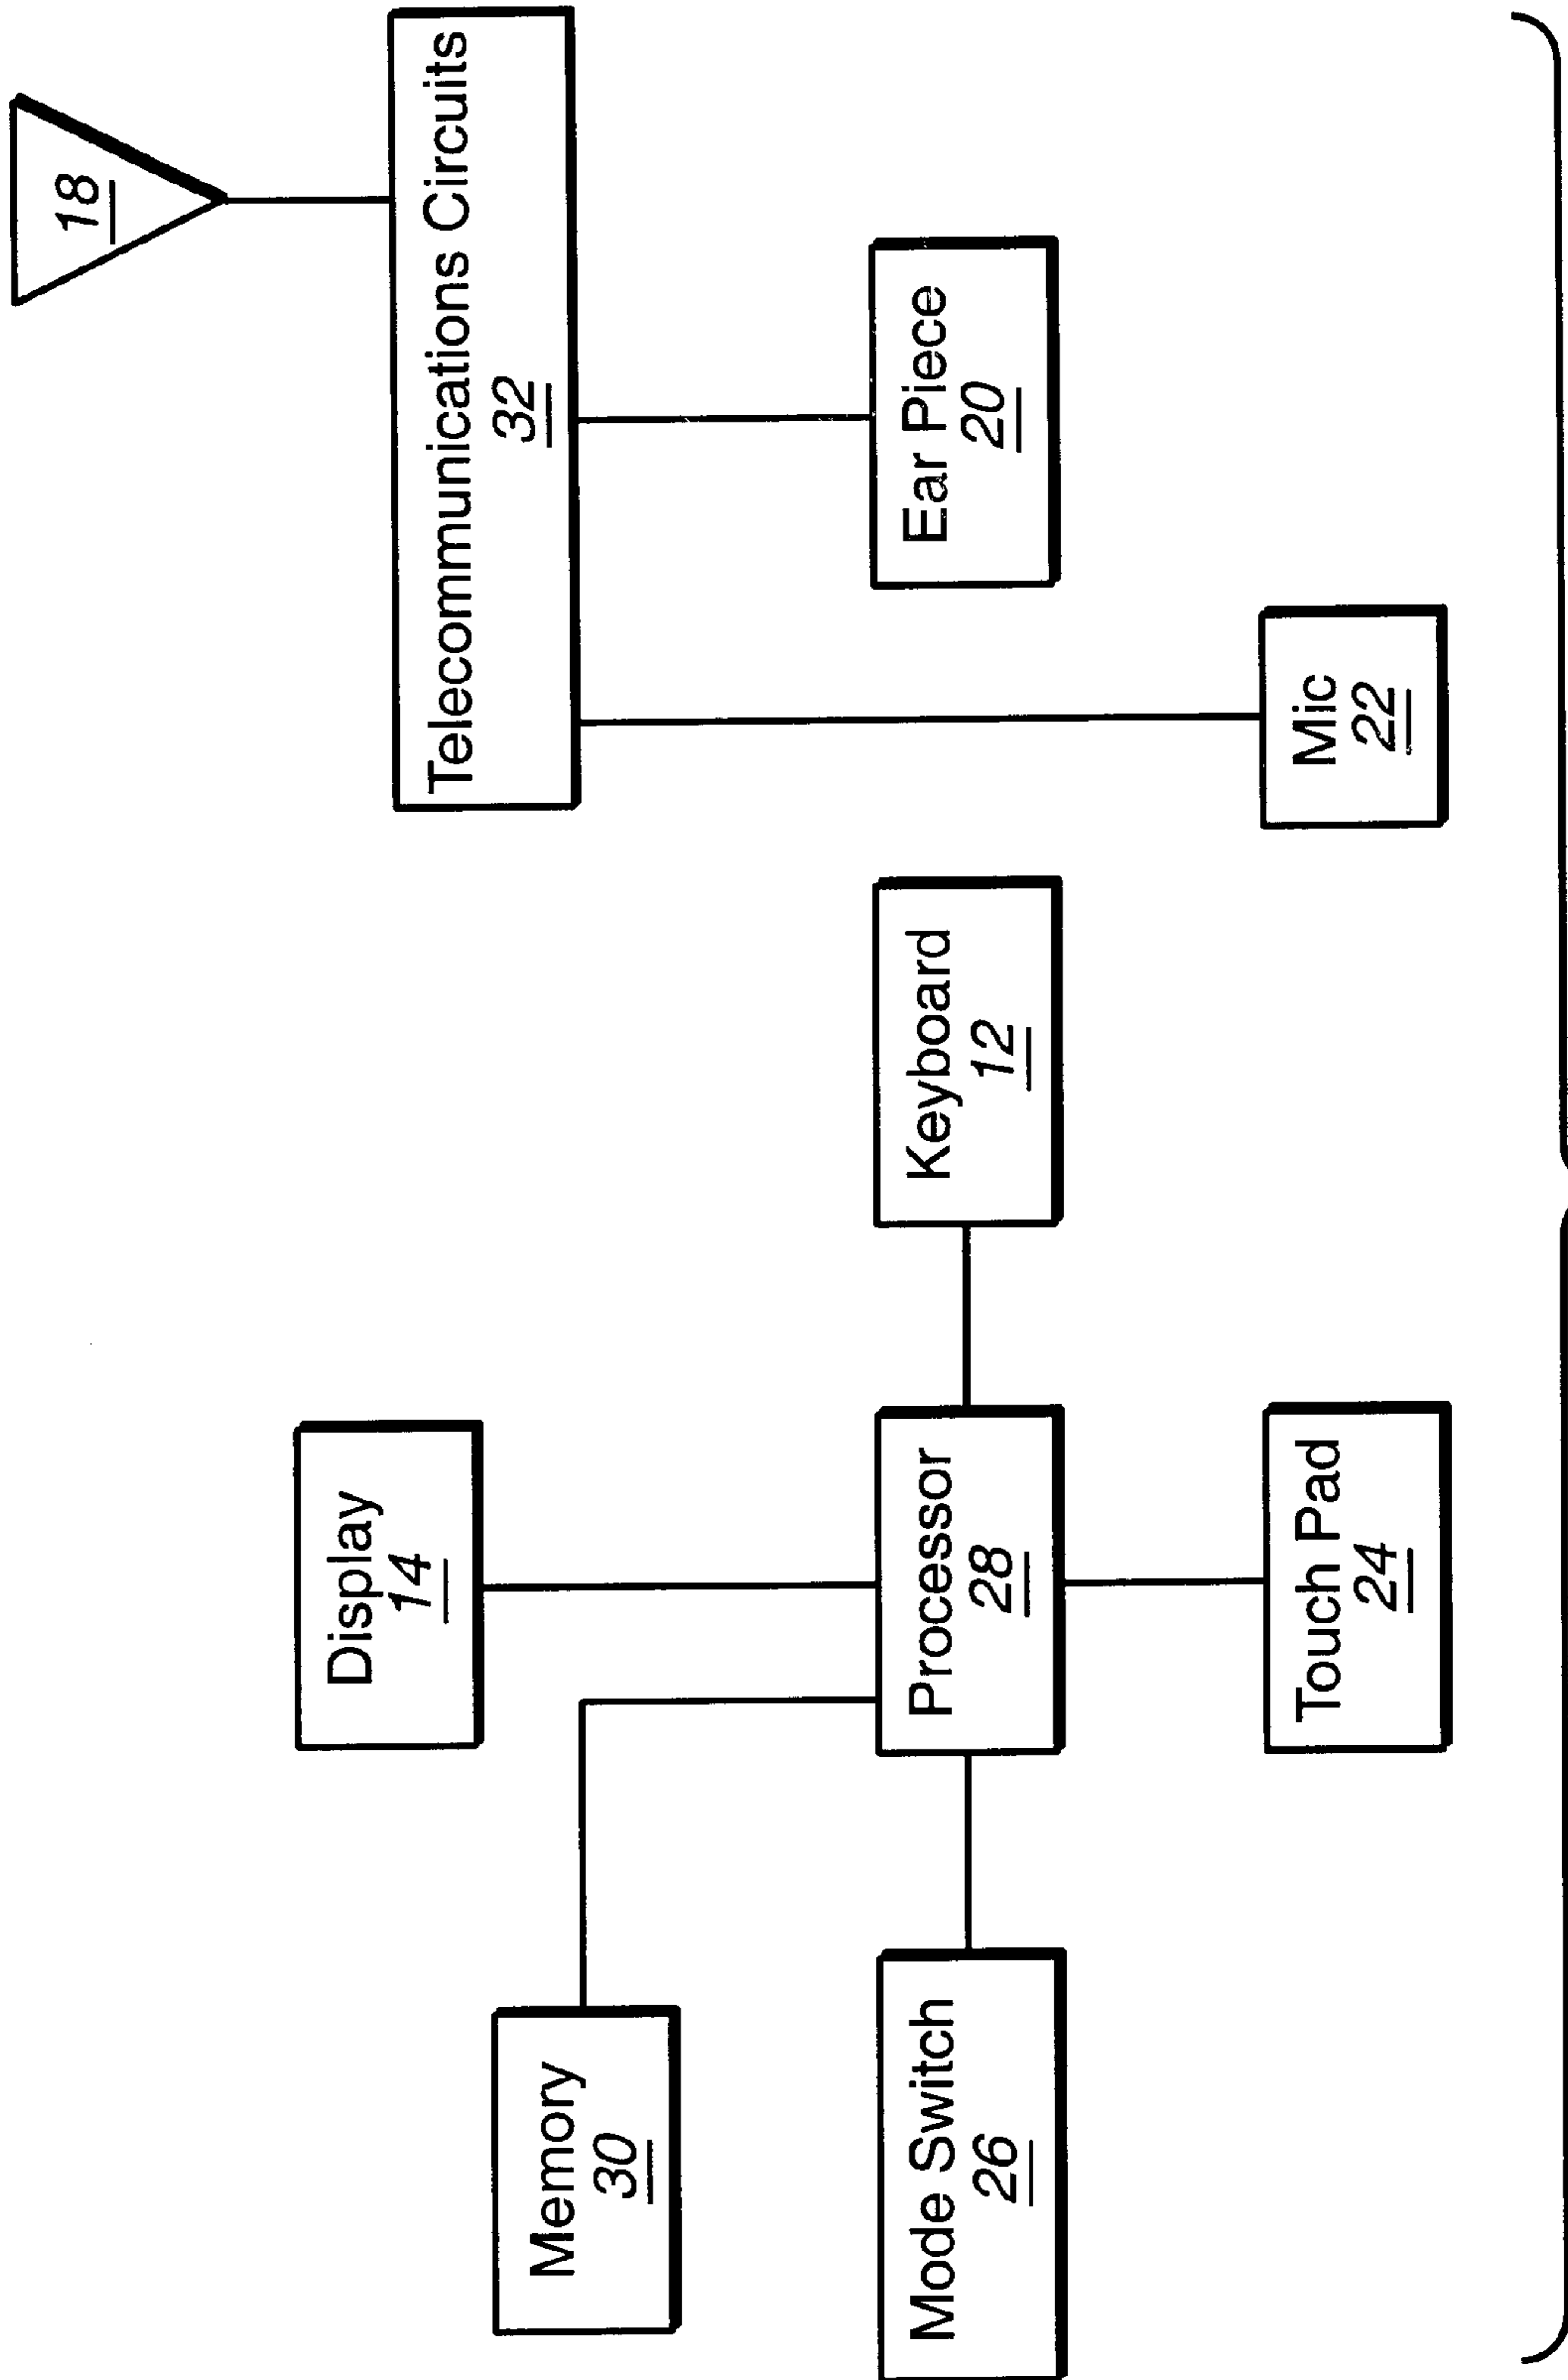 18
Telecommunications Circuits
32
Display
14
Memory
30
Ear Piece
20
Keyboard
12
Processor
28
Mode Switch
26
Mic
22
Touch Pad
24